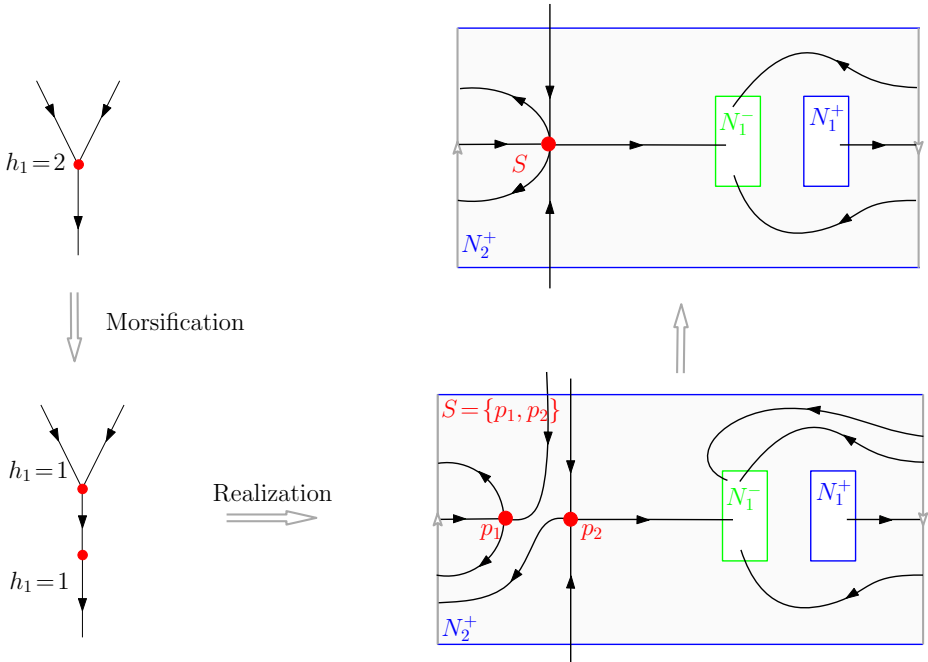 h₁=2
S
N₁⁻
N₁⁺
N₂⁺
Morsification
h₁=1
h₁=1
Realization
S={p₁, p₂}
p₁
p₂
N₁⁻
N₁⁺
N₂⁺